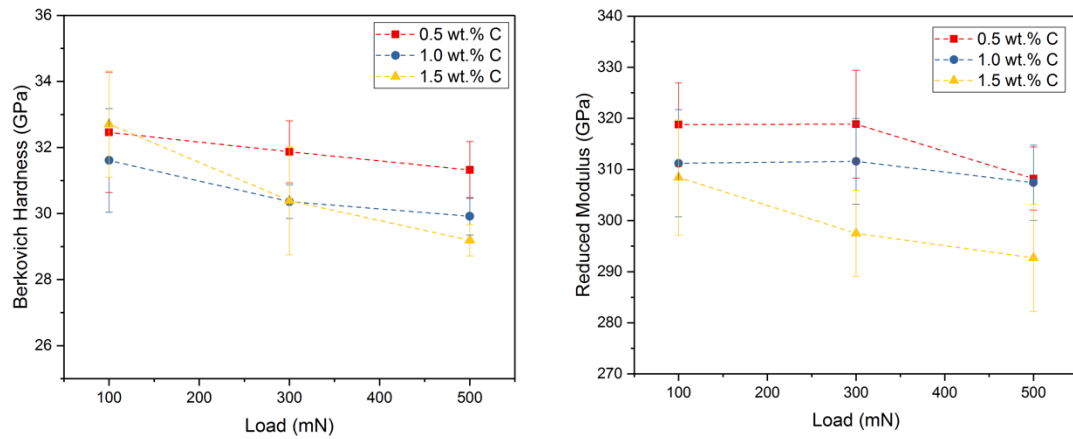 36
34
32
30
28
26
Berkovich Hardness (GPa)
0.5 wt.% C
1.0 wt.% C
1.5 wt.% C
100 200 300 400 500
Load (mN)
340
330
320
310
300
290
280
270
Reduced Modulus (GPa)
0.5 wt.% C
1.0 wt.% C
1.5 wt.% C
100 200 300 400 500
Load (mN)